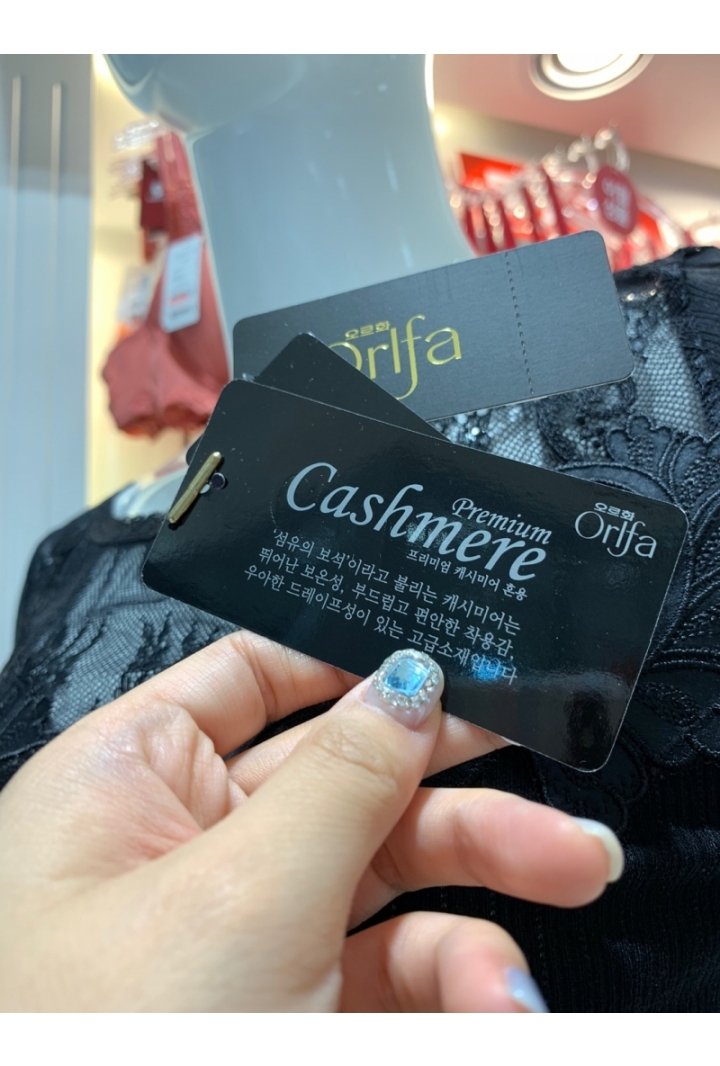 오르화
Orlfa
Premium
Cashmere
프리미엄 캐시미어 혼용
오르화
Orlfa
'섬유의 보석'이라고 불리는 캐시미어는
뛰어난 보온성, 부드럽고 편안한 착용감
우아한 드레이프성이 있는 고급소재입니다